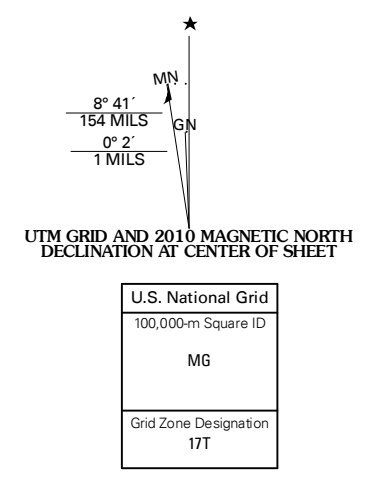 MN
8° 41´
154 MILS
GN
0° 2´
1 MILS
UTM GRID AND 2010 MAGNETIC NORTH
DECLINATION AT CENTER OF SHEET
U.S. National Grid
100,000-m Square ID
MG
Grid Zone Designation
17T